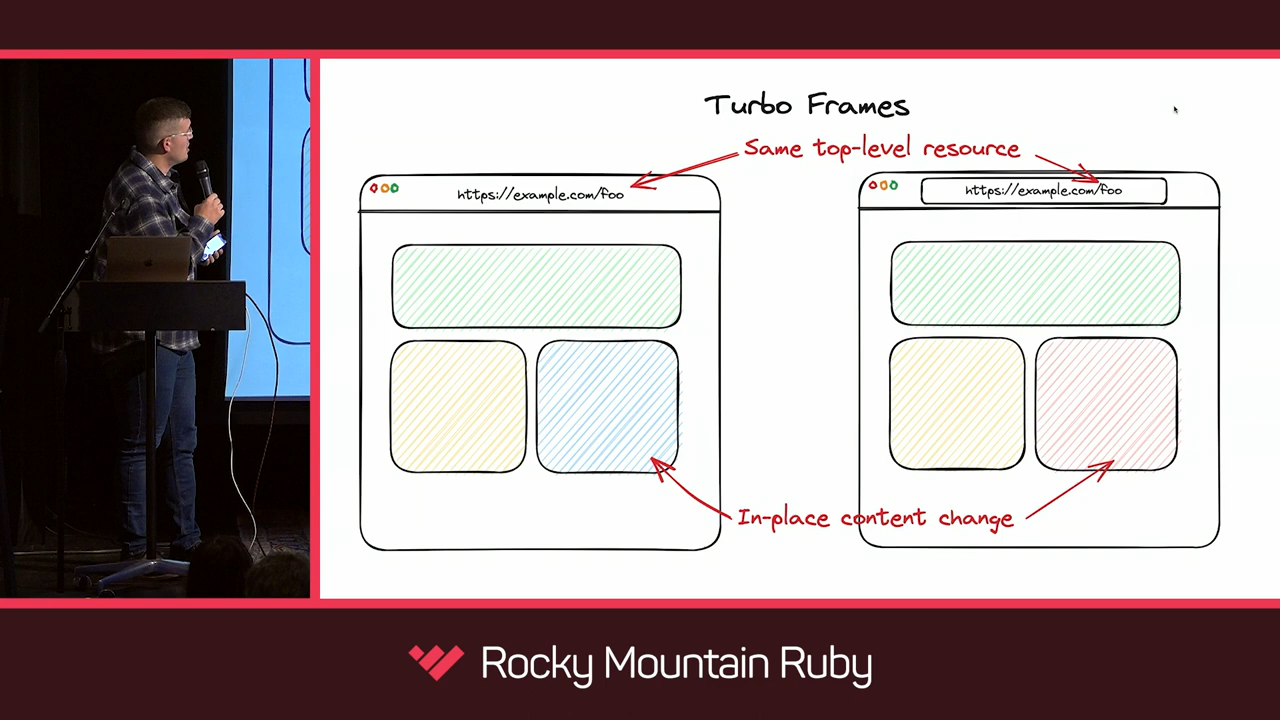 Turbo Frames
Same top-level resource
https://example.com/foo
https://example.com/foo
In-place content change
Rocky Mountain Ruby